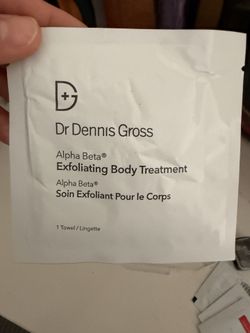 Dr Dennis Gross
Alpha Beta®
Exfoliating Body Treatment
Alpha Beta®
Soin Exfoliant Pour le Corps
1 Towel / Lingette